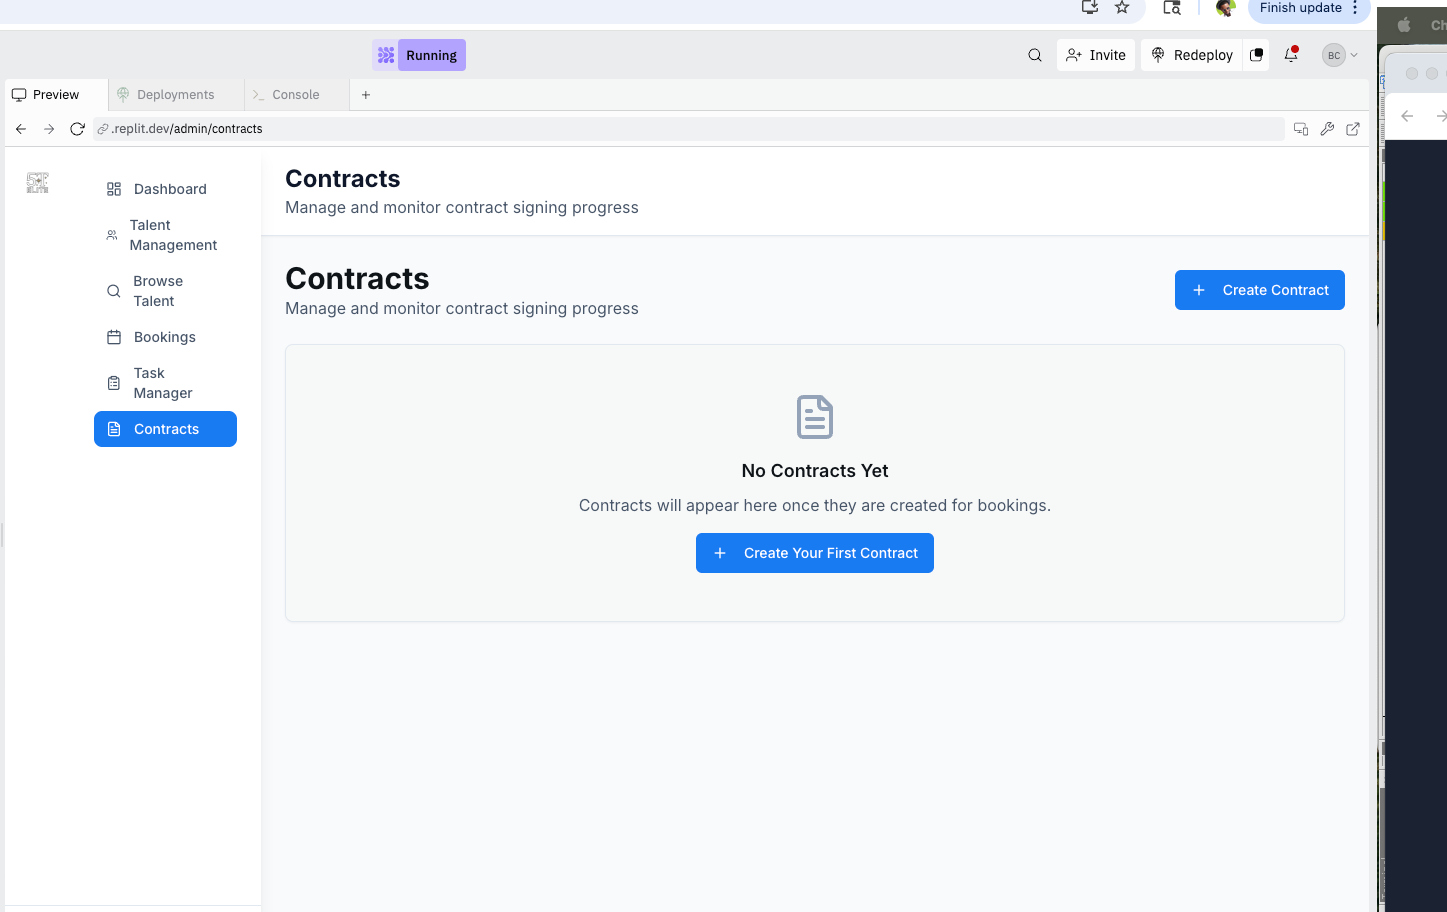 Finish update
Ch
Running
Invite
Redeploy
BC
Preview
Deployments
Console
.replit.dev/admin/contracts
Dashboard
Talent
Management
Browse
Talent
Bookings
Task
Manager
Contracts
Contracts
Manage and monitor contract signing progress
Contracts
Manage and monitor contract signing progress
Create Contract
No Contracts Yet
Contracts will appear here once they are created for bookings.
Create Your First Contract